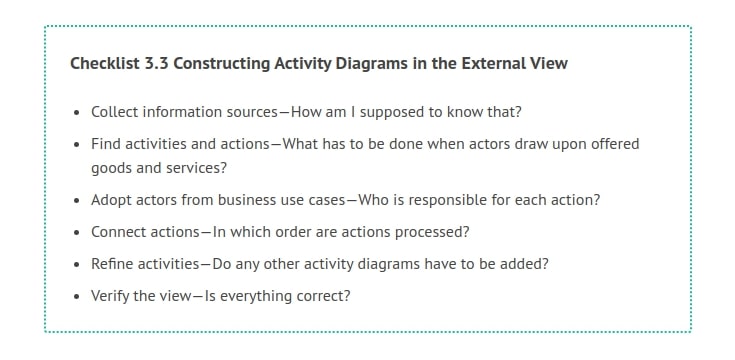 Checklist 3.3 Constructing Activity Diagrams in the External View
• Collect information sources—How am I supposed to know that?
• Find activities and actions—What has to be done when actors draw upon offered
goods and services?
• Adopt actors from business use cases—Who is responsible for each action?
• Connect actions—In which order are actions processed?
• Refine activities—Do any other activity diagrams have to be added?
• Verify the view—Is everything correct?